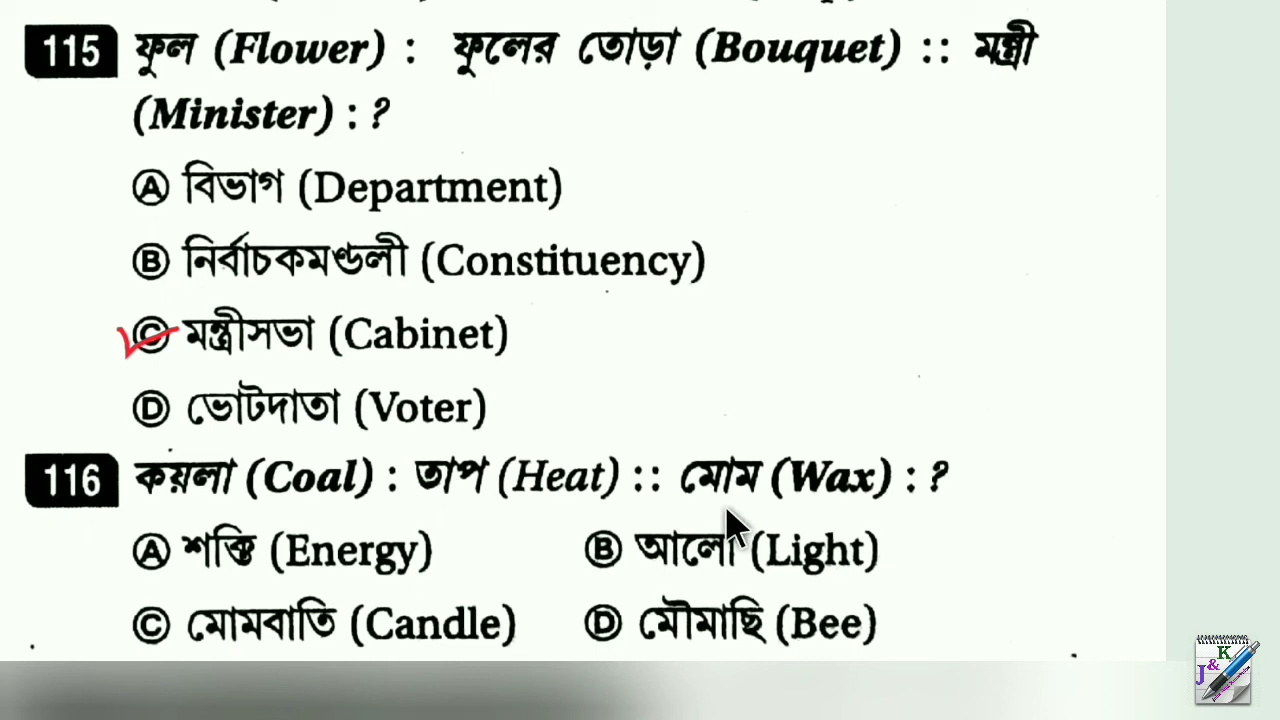 115 ফুল (Flower) : ফুলের তোড়া (Bouquet) :: মন্ত্রী
(Minister) : ?
Ⓐ বিভাগ (Department)
Ⓑ নির্বাচকমণ্ডলী (Constituency)
Ⓒ মন্ত্রীসভা (Cabinet)
Ⓓ ভোটদাতা (Voter)
116 কয়লা (Coal) : তাপ (Heat) :: মোম (Wax) : ?
Ⓐ শক্তি (Energy) Ⓑ আলো (Light)
Ⓒ মোমবাতি (Candle) Ⓓ মৌমাছি (Bee)
J&K